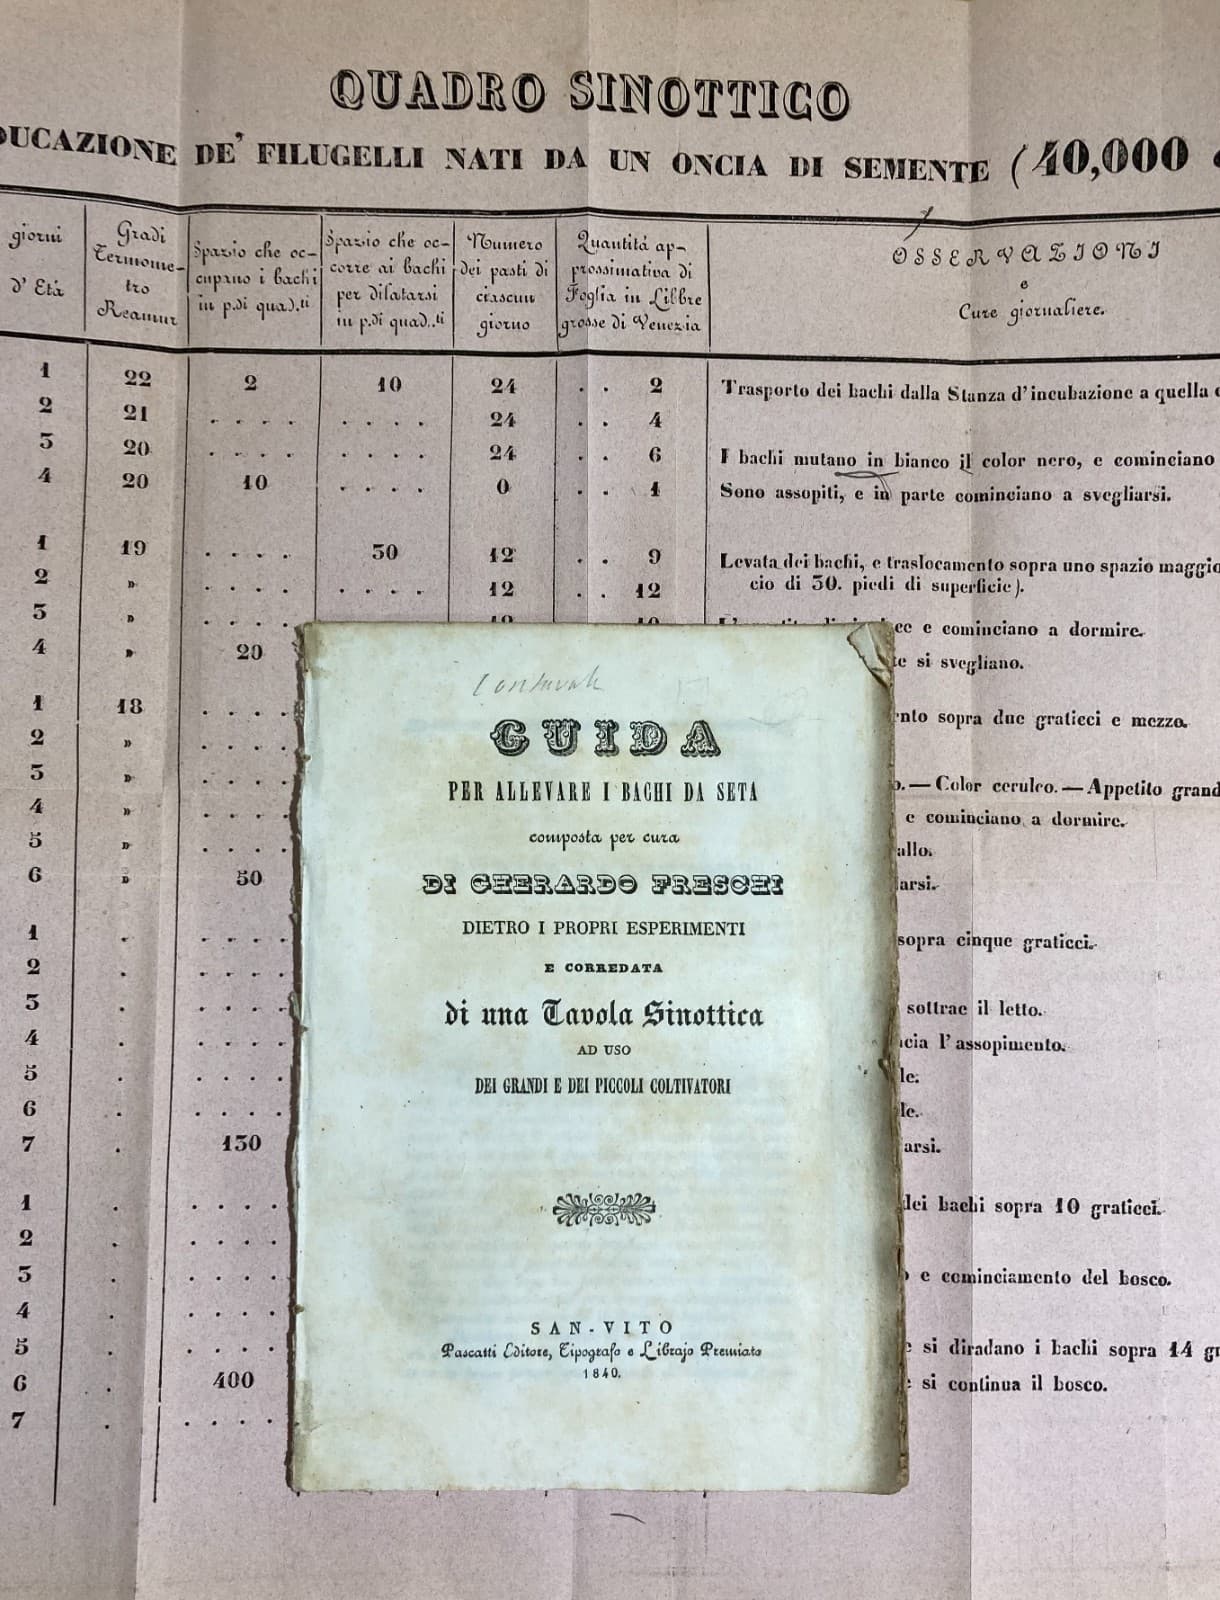 QUADRO SINOTTICO
DUCAZIONE DE' FILUGELLI NATI DA UN ONCIA DI SEMENTE (40,000
giorni d' Età
Gradi Termometro Reamur
Spazio che occupano i bachi in p.di quad.ti
Spazio che occorre ai bachi per dilatarsi in p.di quad..ti
Numero dei pasti di ciascun giorno
Quantità approssimativa di Foglia in Libbre grosse di Venezia
OSSERVAZIONI
e
Cure giornaliere.
1 22 2 10 24 . . 2 Trasporto dei bachi dalla Stanza d'incubazione a quella
2 21 . . . . . . . . 24 . . 4
3 20 . . . . . . . . 24 . . 6 I bachi mutano in bianco il color nero, e cominciano
4 20 10 . . . . 0 . . 1 Sono assopiti, e in parte cominciano a svegliarsi.
1 19 . . . . 30 12 . . 9 Levata dei bachi, e traslocamento sopra uno spazio maggio
2 » . . . . . . . . 12 . . 12 cio di 30. piedi di superficie).
3 » . . . . e cominciano a dormire.
4 » 20 si svegliano.
1 18 . . . . nto sopra due graticci e mezzo.
2 » . . . .
3 » . . . . o. — Color ceruleo. — Appetito grand
4 » . . . . e cominciano a dormire.
5 » . . . . allo.
6 » 50 arsi.
1 . . . . . sopra cinque graticci.
2 . . . . .
3 . . . . . sottrae il letto.
4 . . . . . ncia l'assopimento.
5 . . . . . le.
6 . . . . . le.
7 . 130 arsi.
1 . . . . . dei bachi sopra 10 graticci.
2 . . . . .
3 . . . . . e cominciamento del bosco.
4 . . . . .
5 . . . . . e si diradano i bachi sopra 14 gr
6 . 400 e si continua il bosco.
7 . . . . .
GUIDA
PER ALLEVARE I BACHI DA SETA
composta per cura
DI GHERARDO FRESCHI
DIETRO I PROPRI ESPERIMENTI
E CORREDATA
di una Tavola Sinottica
AD USO
DEI GRANDI E DEI PICCOLI COLTIVATORI
SAN-VITO
Pascatti Editore, Tipografo e Librajo Premiato
1840.